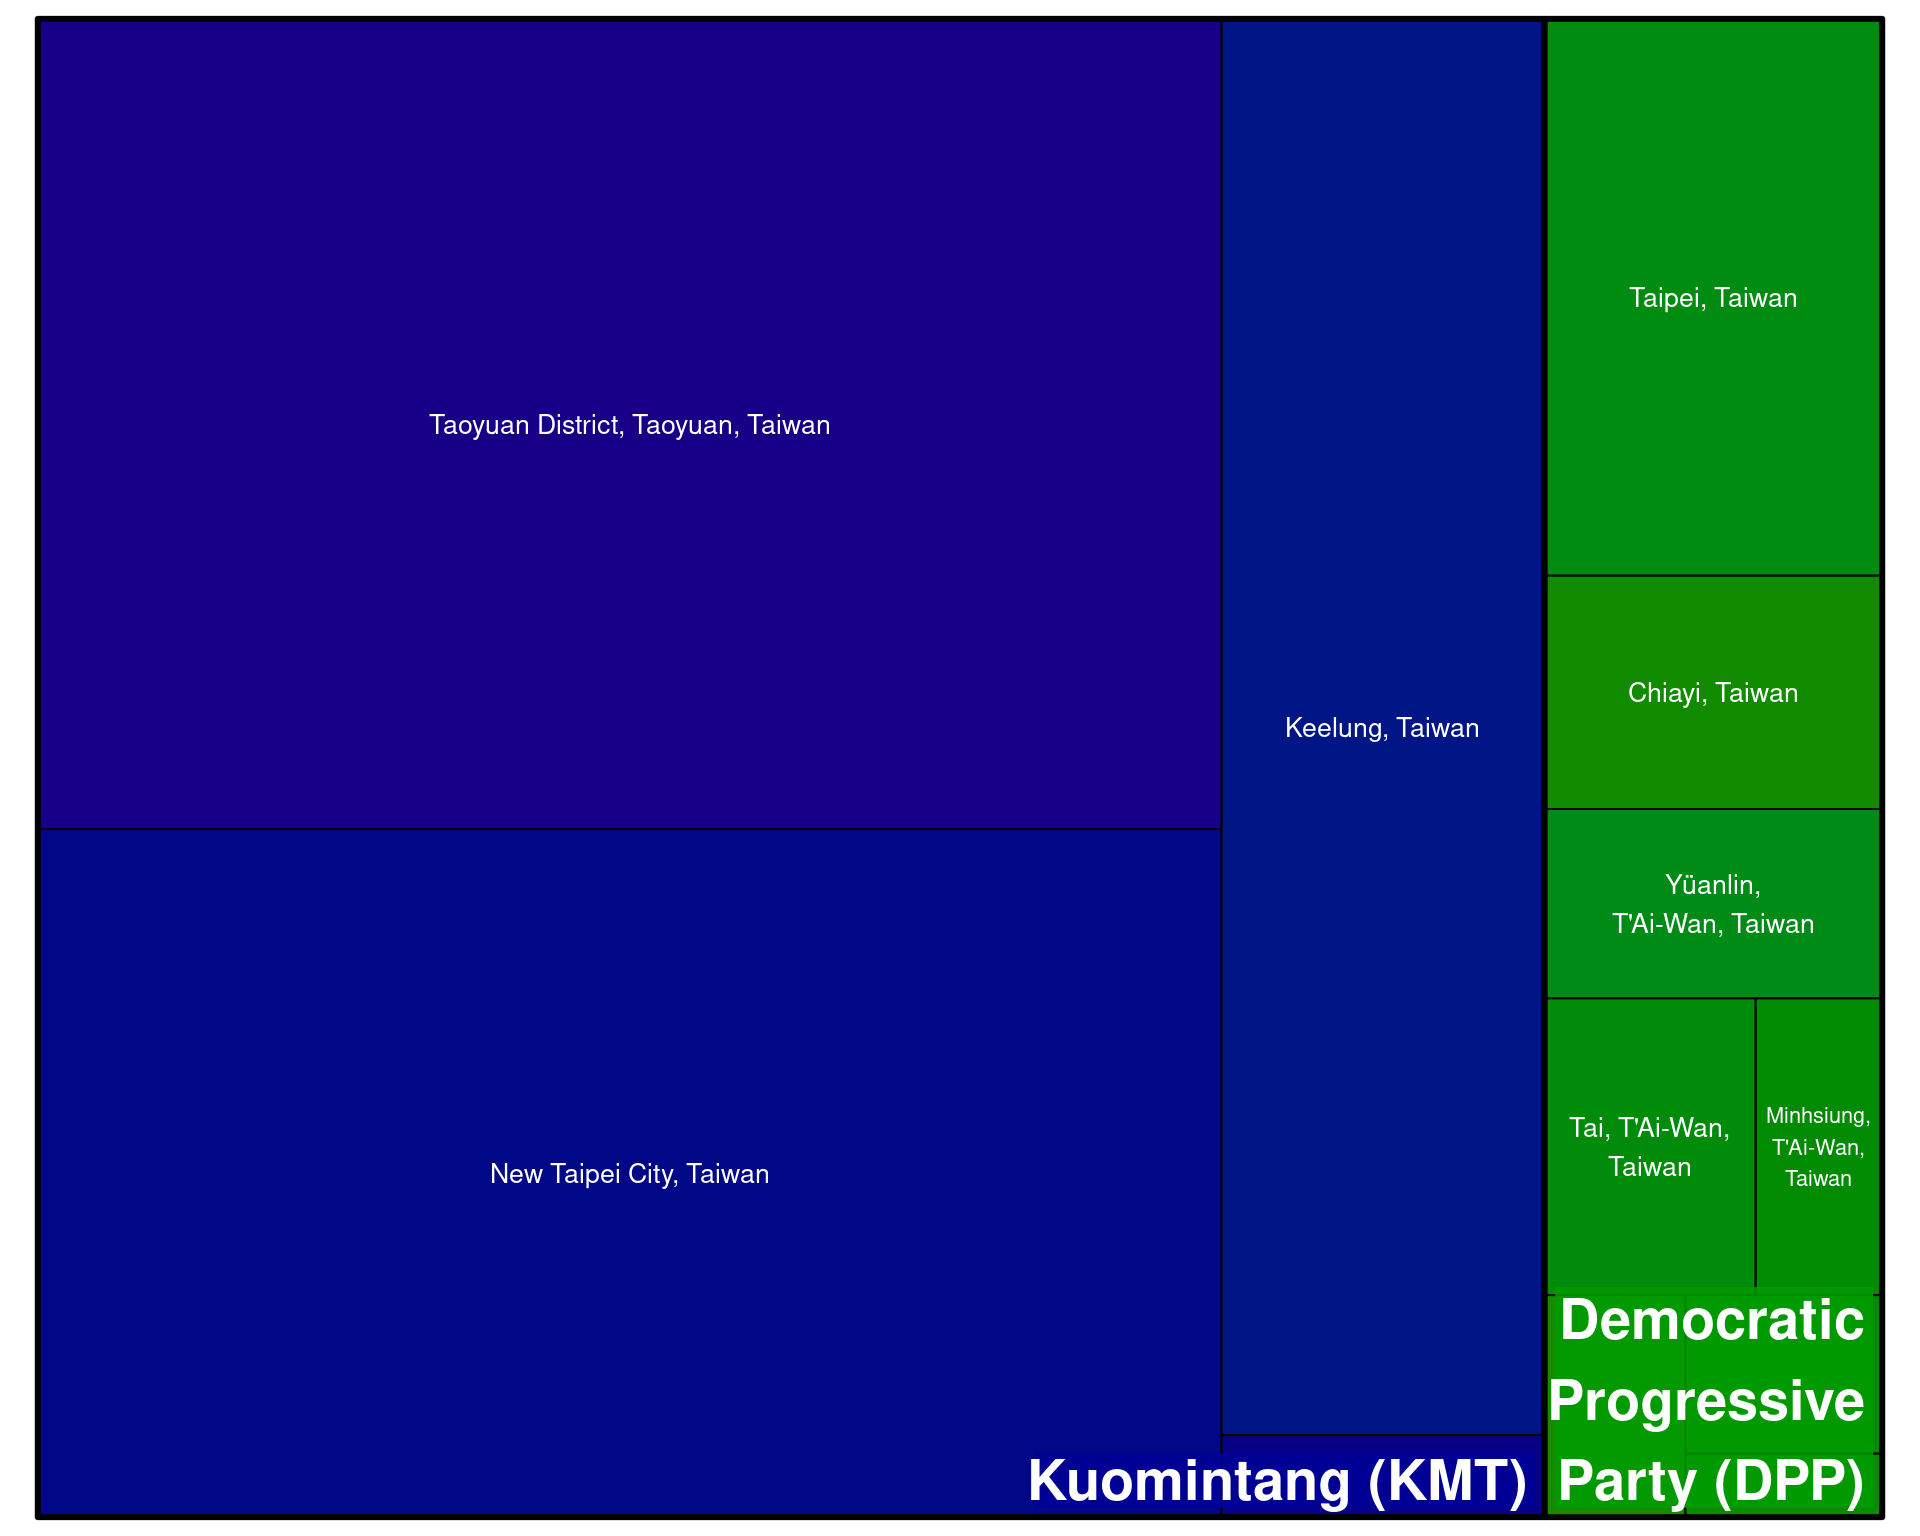 Taoyuan District, Taoyuan, Taiwan
New Taipei City, Taiwan
Keelung, Taiwan
Kuomintang (KMT)
Taipei, Taiwan
Chiayi, Taiwan
Yüanlin,
T'Ai-Wan, Taiwan
Tai, T'Ai-Wan,
Taiwan
Minhsiung,
T'Ai-Wan,
Taiwan
Democratic
Progressive
Party (DPP)